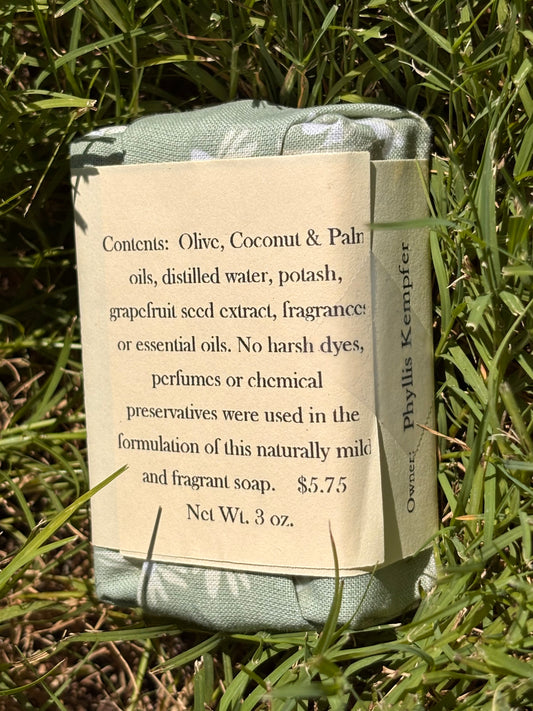 Contents: Olive, Coconut & Palm
oils, distilled water, potash,
grapefruit seed extract, fragrances
or essential oils. No harsh dyes,
perfumes or chemical
preservatives were used in the
formulation of this naturally mild
and fragrant soap. $5.75
Net Wt. 3 oz.
Owner: Phyllis Kempfer